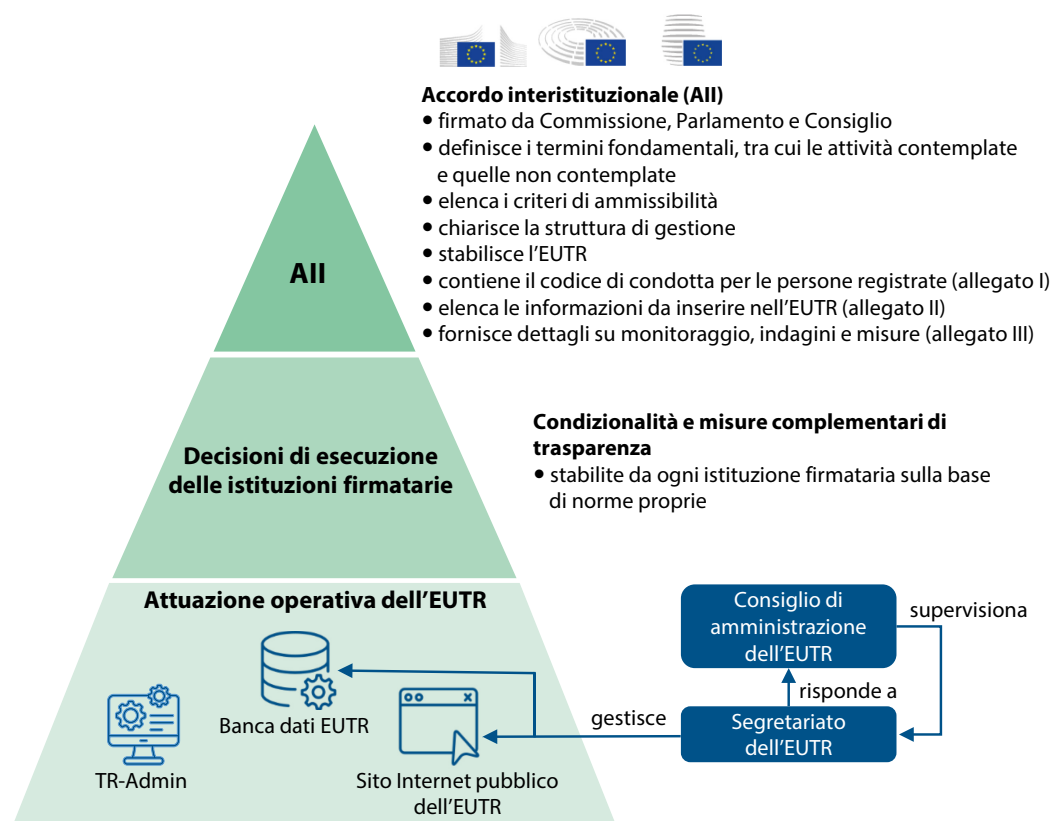 Accordo interistituzionale (AII)
• firmato da Commissione, Parlamento e Consiglio
• definisce i termini fondamentali, tra cui le attività contemplate
e quelle non contemplate
• elenca i criteri di ammissibilità
• chiarisce la struttura di gestione
• stabilisce l’EUTR
• contiene il codice di condotta per le persone registrate (allegato I)
• elenca le informazioni da inserire nell’EUTR (allegato II)
• fornisce dettagli su monitoraggio, indagini e misure (allegato III)
AII
Decisioni di esecuzione
delle istituzioni firmatarie
Condizionalità e misure complementari di
trasparenza
• stabilite da ogni istituzione firmataria sulla base
di norme proprie
Attuazione operativa dell’EUTR
TR-Admin
Banca dati EUTR
Sito Internet pubblico
dell’EUTR
gestisce
Consiglio di
amministrazione
dell’EUTR
supervisiona
risponde a
Segretariato
dell’EUTR